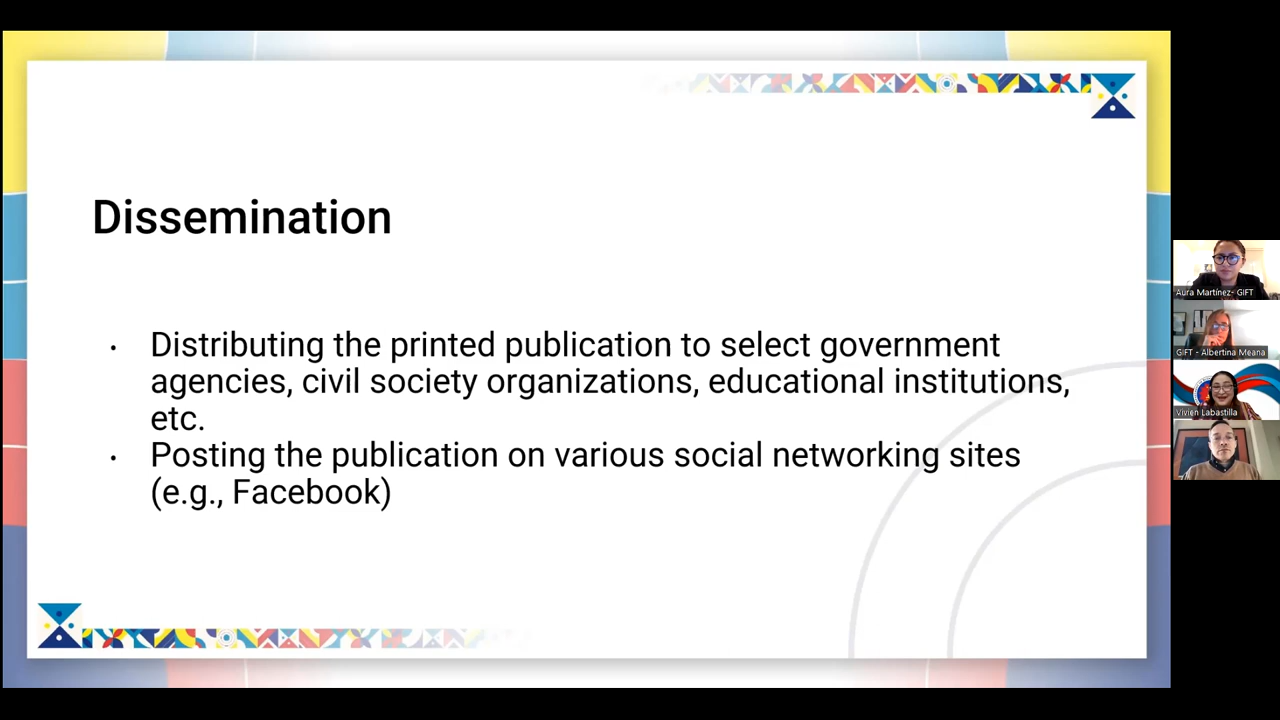 Dissemination
· Distributing the printed publication to select government
agencies, civil society organizations, educational institutions,
etc.
· Posting the publication on various social networking sites
(e.g., Facebook)
Aura Martínez- GIFT
GIFT - Albertina Meana
Vivien Labastilla